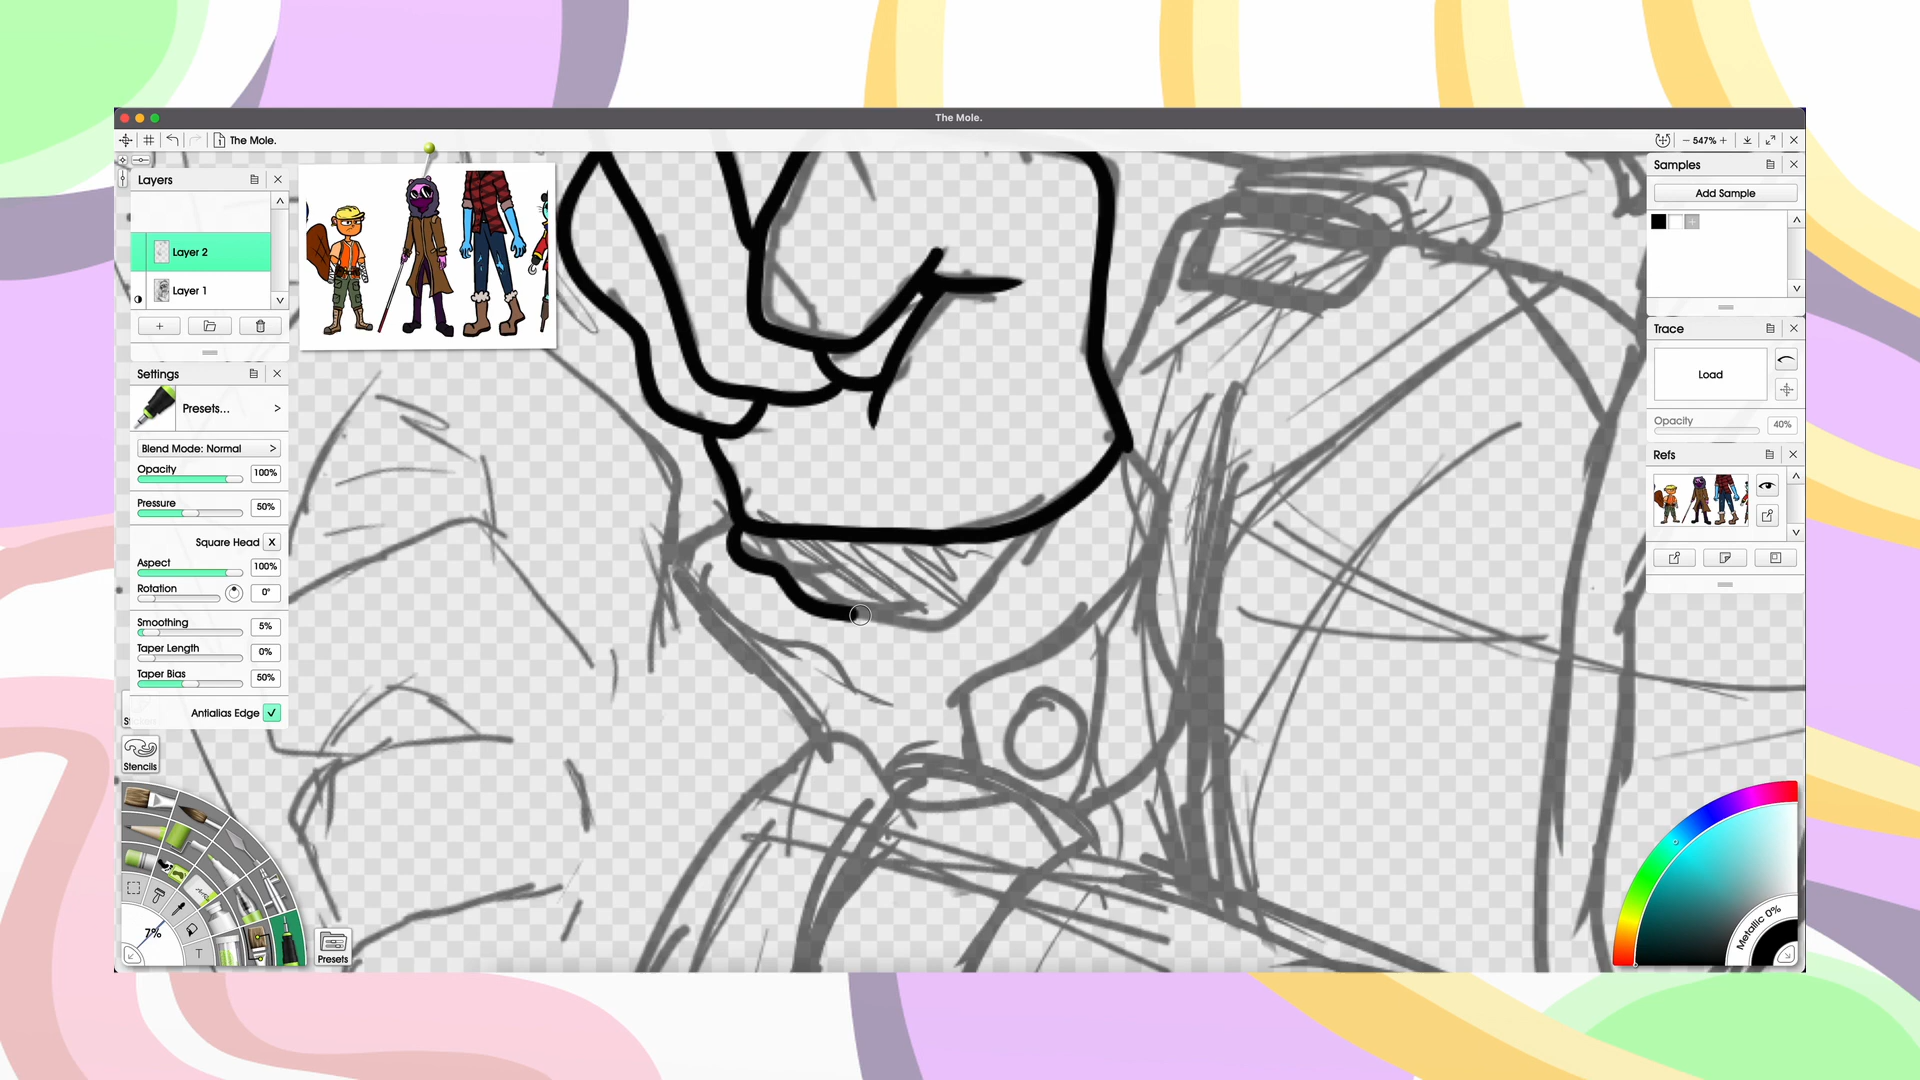 The Mole.
The Mole.
547%
Layers
Layer 2
Layer 1
Settings
Presets...
Blend Mode: Normal
Opacity
100%
Pressure
50%
Square Head
X
Aspect
100%
Rotation
0°
Smoothing
5%
Taper Length
0%
Taper Bias
50%
Antialias Edge
Stencils
7%
T
Presets
Samples
Add Sample
Trace
Load
Opacity
40%
Refs
Metallic 0%